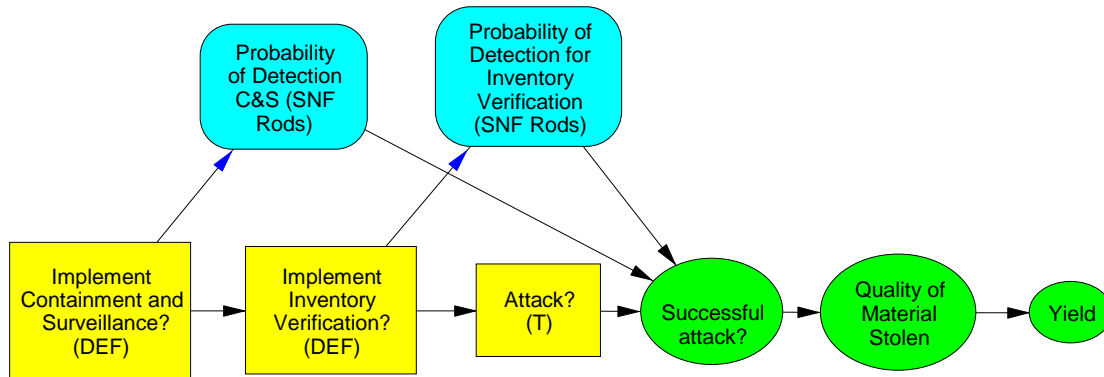 Probability
of Detection
C&S (SNF
Rods)
Probability of
Detection for
Inventory
Verification
(SNF Rods)
Implement
Containment and
Surveillance?
(DEF)
Implement
Inventory
Verification?
(DEF)
Attack?
(T)
Successful
attack?
Quality of
Material
Stolen
Yield